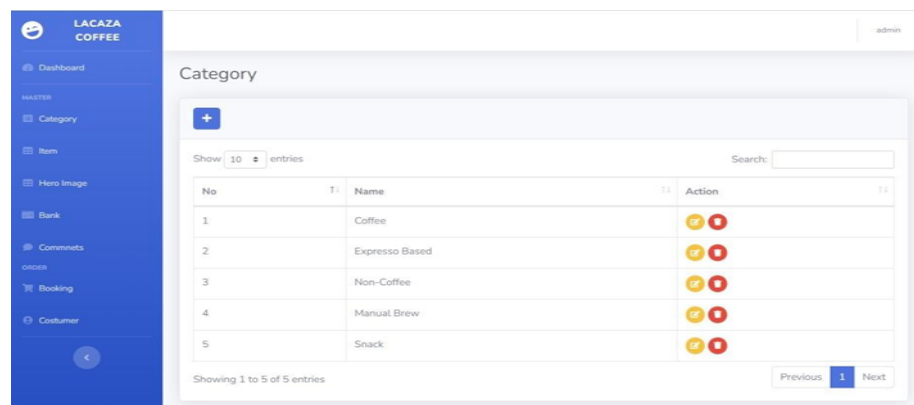 LACAZA
COFFEE
admin
Dashboard
MASTER
Category
Item
Hero Image
Bank
Commnets
ORDER
Booking
Costumer
Category
Show 10 entries
Search:
No Name Action
1 Coffee
2 Expresso Based
3 Non-Coffee
4 Manual Brew
5 Snack
Showing 1 to 5 of 5 entries
Previous 1 Next